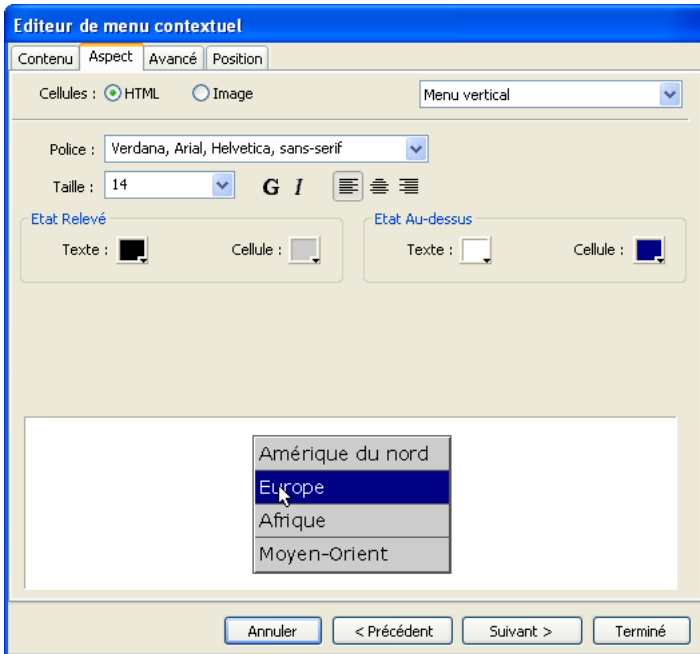 Editeur de menu contextuel
Contenu Aspect Avancé Position
Cellules : HTML Image Menu vertical
Police : Verdana, Arial, Helvetica, sans-serif
Taille : 14 G I
Etat Relevé Etat Au-dessus
Texte : Cellule : Texte : Cellule :
Amérique du nord
Europe
Afrique
Moyen-Orient
Annuler < Précédent Suivant > Terminé